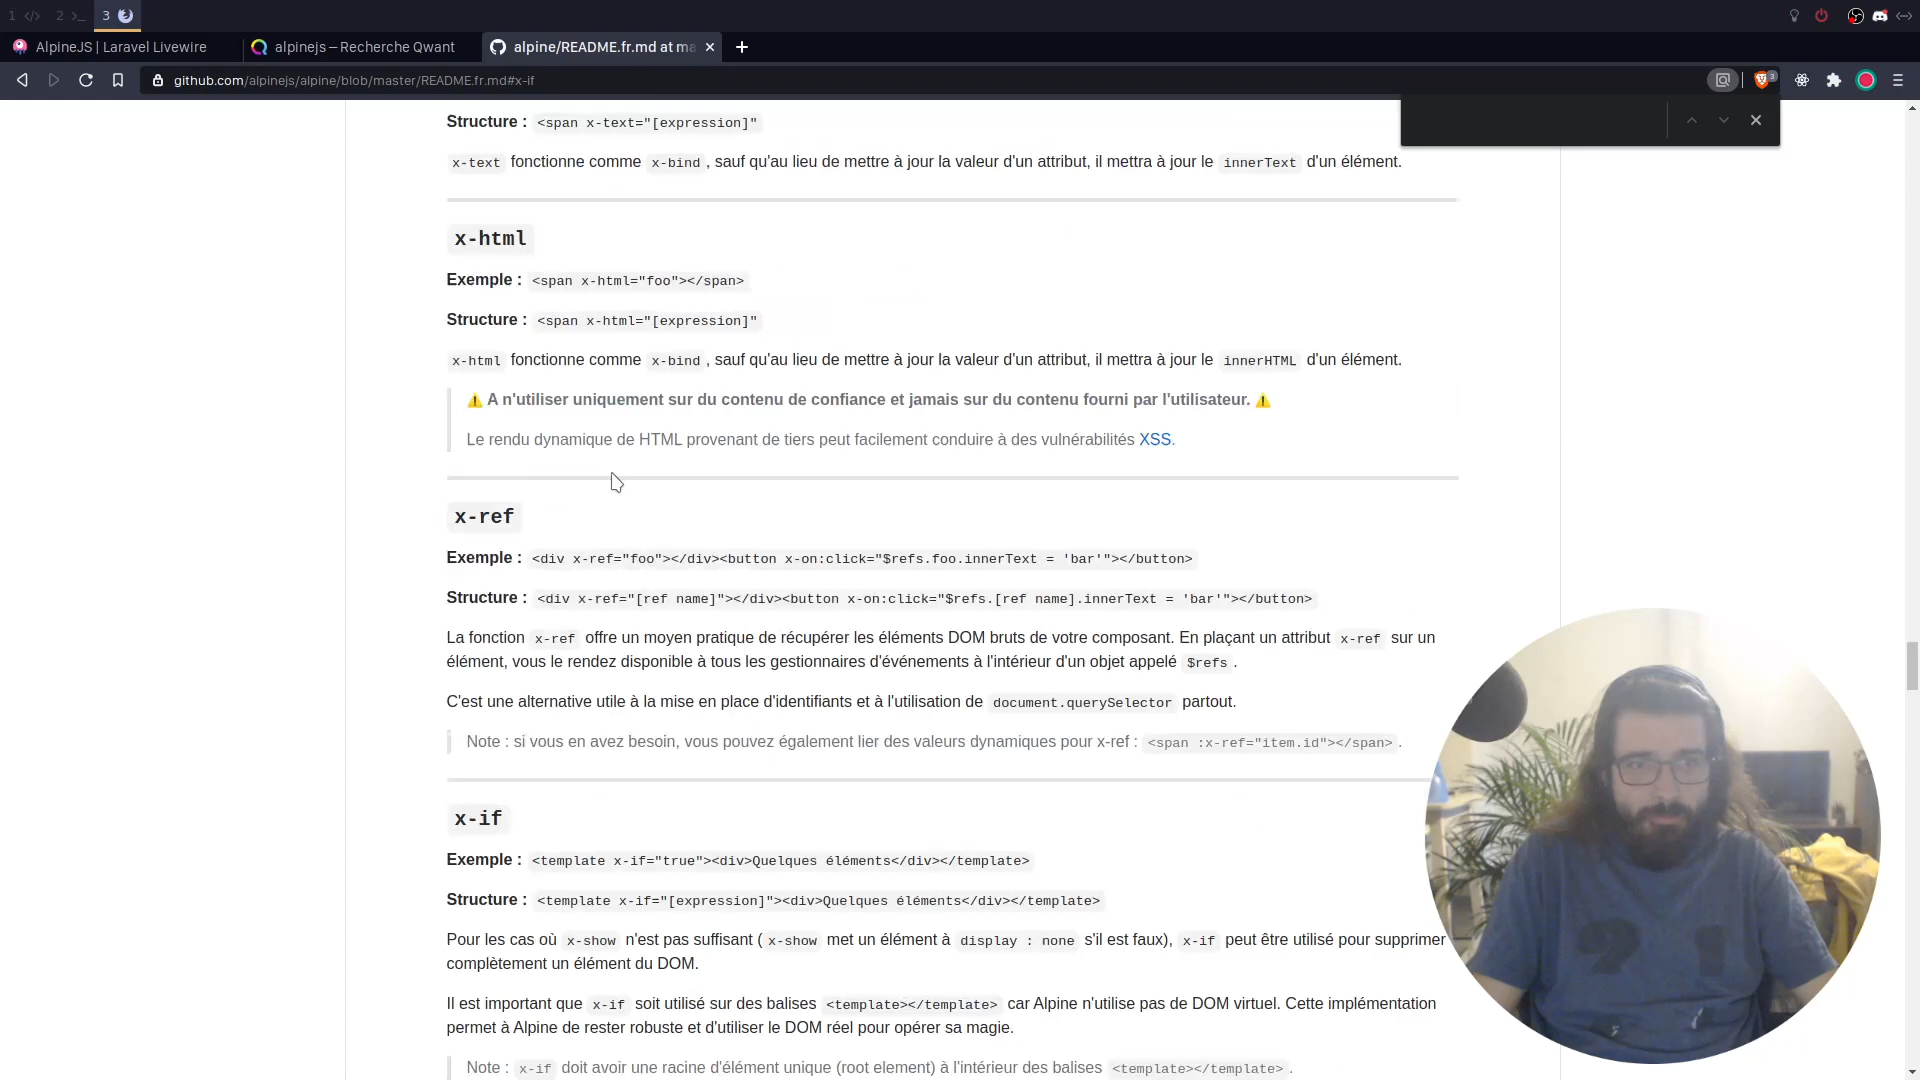 1 </> 2 >_ 3
AlpineJS | Laravel Livewire
alpinejs – Recherche Qwant
alpine/README.fr.md at ma
github.com/alpinejs/alpine/blob/master/README.fr.md#x-if
3
Structure : <span x-text="[expression]"
x-text fonctionne comme x-bind, sauf qu'au lieu de mettre à jour la valeur d'un attribut, il mettra à jour le innerText d'un élément.
x-html
Exemple : <span x-html="foo"></span>
Structure : <span x-html="[expression]"
x-html fonctionne comme x-bind, sauf qu'au lieu de mettre à jour la valeur d'un attribut, il mettra à jour le innerHTML d'un élément.
⚠️ A n'utiliser uniquement sur du contenu de confiance et jamais sur du contenu fourni par l'utilisateur. ⚠️
Le rendu dynamique de HTML provenant de tiers peut facilement conduire à des vulnérabilités XSS.
x-ref
Exemple : <div x-ref="foo"></div><button x-on:click="$refs.foo.innerText = 'bar'"></button>
Structure : <div x-ref="[ref name]"></div><button x-on:click="$refs.[ref name].innerText = 'bar'"></button>
La fonction x-ref offre un moyen pratique de récupérer les éléments DOM bruts de votre composant. En plaçant un attribut x-ref sur un
élément, vous le rendez disponible à tous les gestionnaires d'événements à l'intérieur d'un objet appelé $refs.
C'est une alternative utile à la mise en place d'identifiants et à l'utilisation de document.querySelector partout.
Note : si vous en avez besoin, vous pouvez également lier des valeurs dynamiques pour x-ref : <span :x-ref="item.id"></span>.
x-if
Exemple : <template x-if="true"><div>Quelques éléments</div></template>
Structure : <template x-if="[expression]"><div>Quelques éléments</div></template>
Pour les cas où x-show n'est pas suffisant (x-show met un élément à display : none s'il est faux), x-if peut être utilisé pour supprimer
complètement un élément du DOM.
Il est important que x-if soit utilisé sur des balises <template></template> car Alpine n'utilise pas de DOM virtuel. Cette implémentation
permet à Alpine de rester robuste et d'utiliser le DOM réel pour opérer sa magie.
Note : x-if doit avoir une racine d'élément unique (root element) à l'intérieur des balises <template></template>.